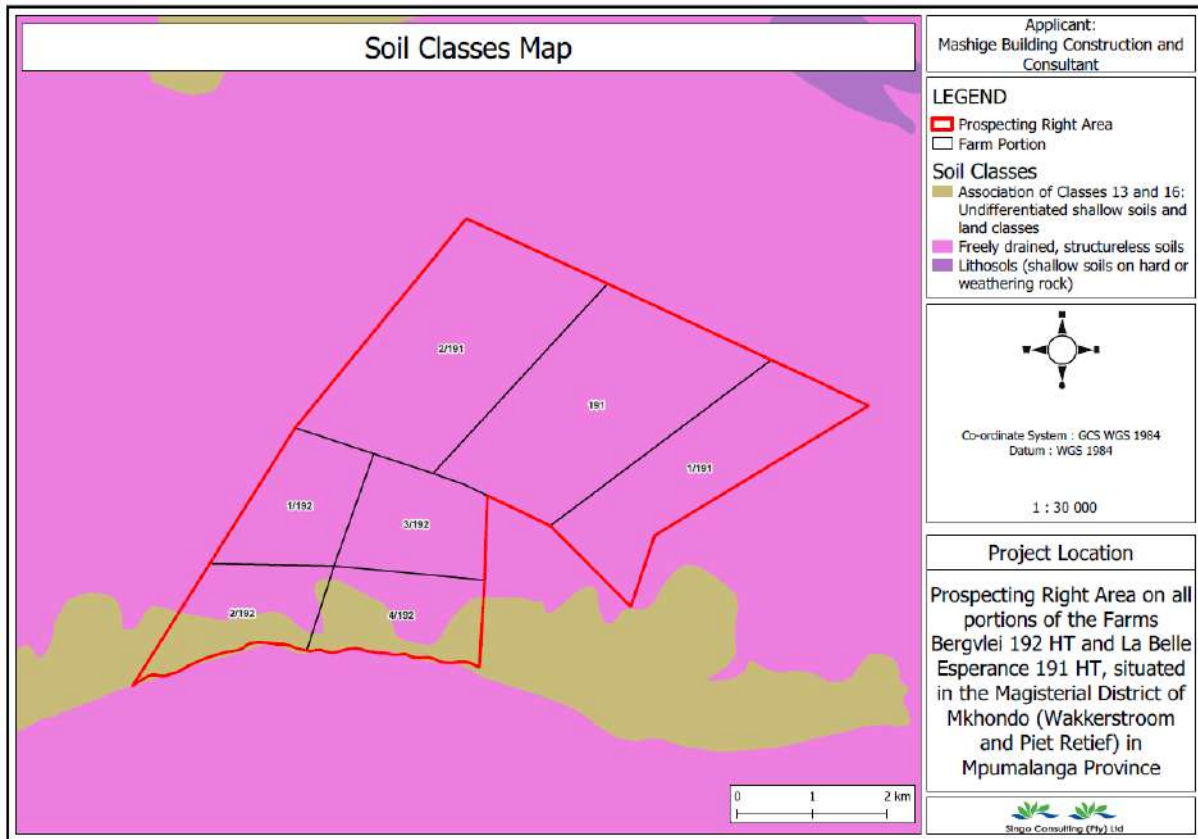 Soil Classes Map
Applicant:
Mashige Building Construction and
Consultant
LEGEND
Prospecting Right Area
Farm Portion
Soil Classes
Association of Classes 13 and 16:
Undifferentiated shallow soils and
land classes
Freely drained, structureless soils
Lithosols (shallow soils on hard or
weathering rock)
Co-ordinate System : GCS WGS 1984
Datum : WGS 1984
1 : 30 000
Project Location
Prospecting Right Area on all
portions of the Farms
Bergvlei 192 HT and La Belle
Esperance 191 HT, situated
in the Magisterial District of
Mkhondo (Wakkerstroom
and Piet Retief) in
Mpumalanga Province
Singo Consulting (Pty) Ltd
2/191
191
1/191
1/192
3/192
2/192
4/192
0 1 2 km